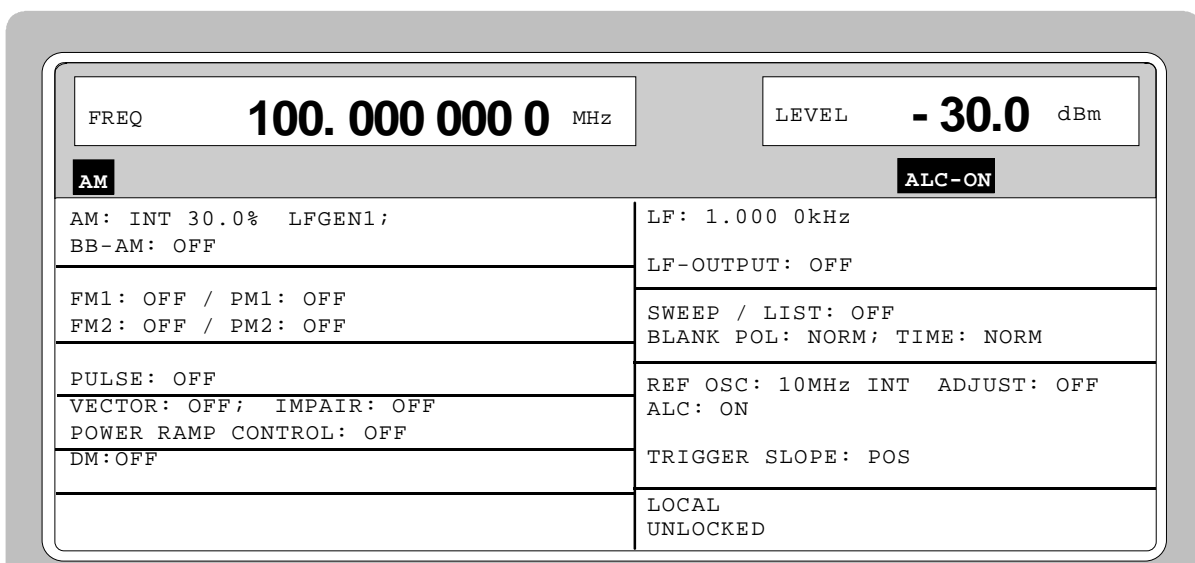 FREQ 100. 000 000 0 MHz
LEVEL - 30.0 dBm
AM
ALC-ON
AM: INT 30.0% LFGEN1;
BB-AM: OFF
FM1: OFF / PM1: OFF
FM2: OFF / PM2: OFF
PULSE: OFF
VECTOR: OFF; IMPAIR: OFF
POWER RAMP CONTROL: OFF
DM:OFF
LF: 1.000 0kHz
LF-OUTPUT: OFF
SWEEP / LIST: OFF
BLANK POL: NORM; TIME: NORM
REF OSC: 10MHz INT ADJUST: OFF
ALC: ON
TRIGGER SLOPE: POS
LOCAL
UNLOCKED